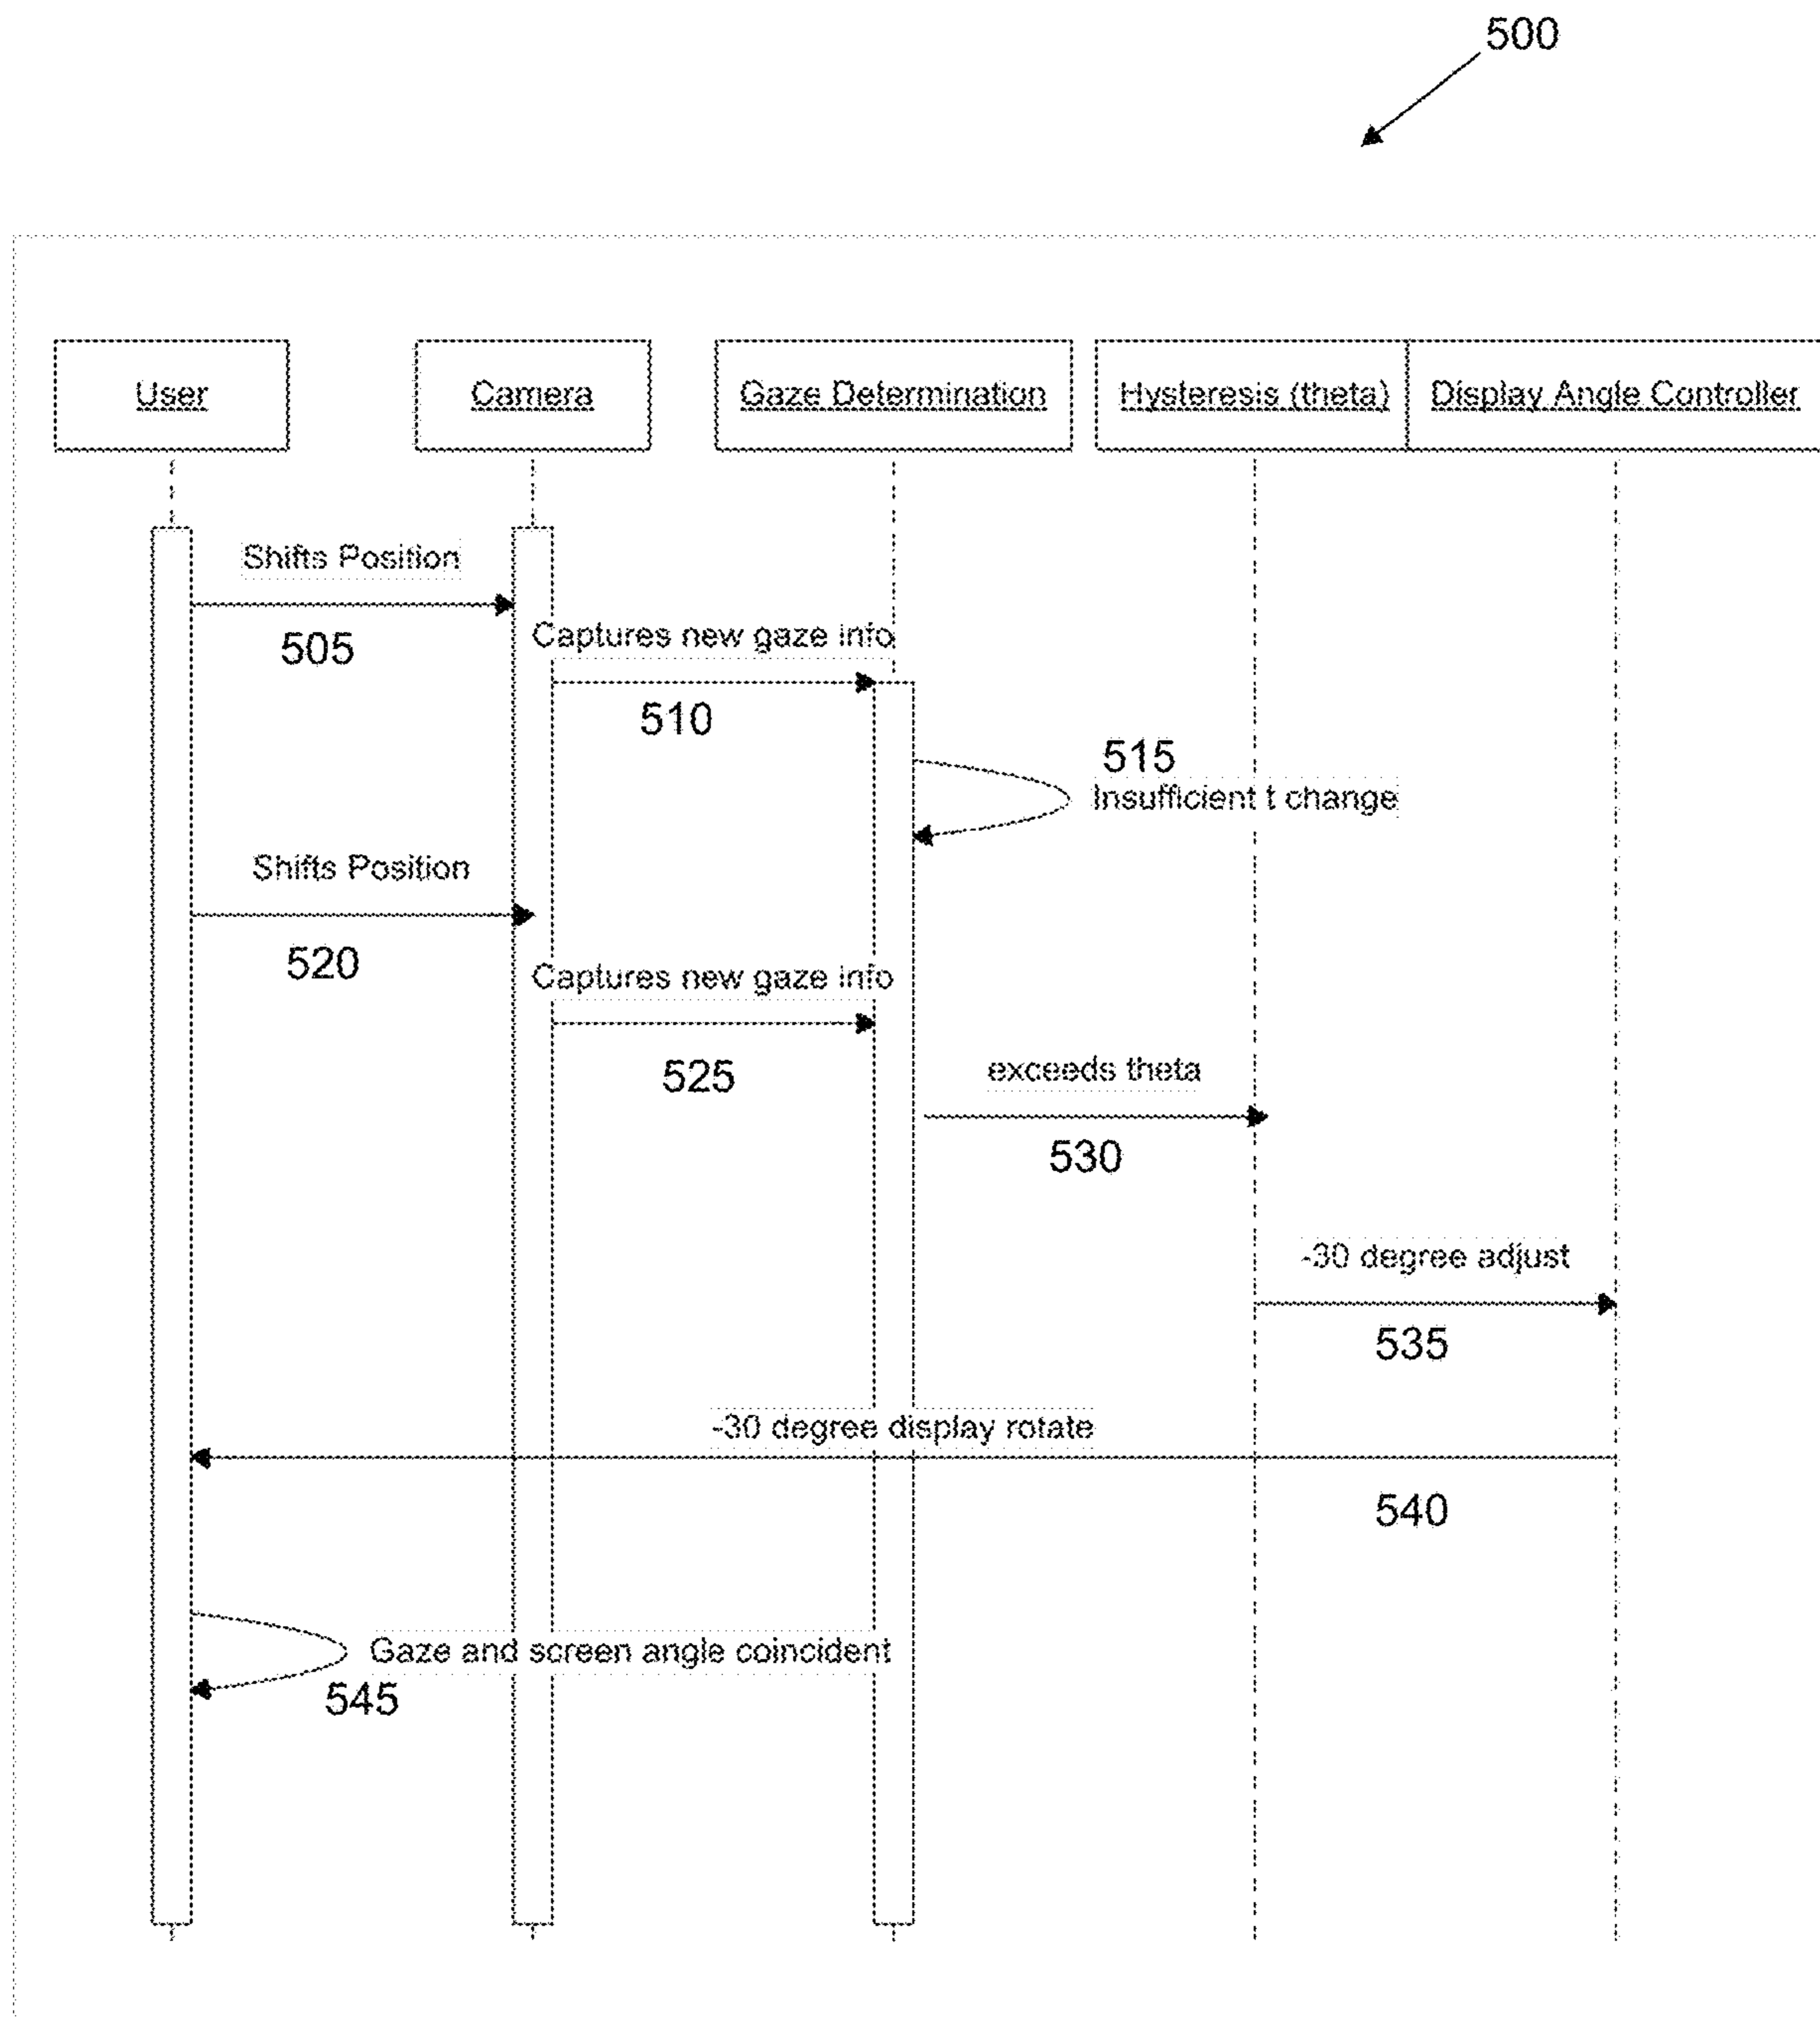 500
User
Camera
Gaze Determination
Hysteresis (theta)
Display Angle Controller
Shifts Position
505
Captures new gaze info
510
515
Insufficient t change
Shifts Position
520
Captures new gaze info
525
exceeds theta
530
-30 degree adjust
535
-30 degree display rotate
540
Gaze and screen angle coincident
545